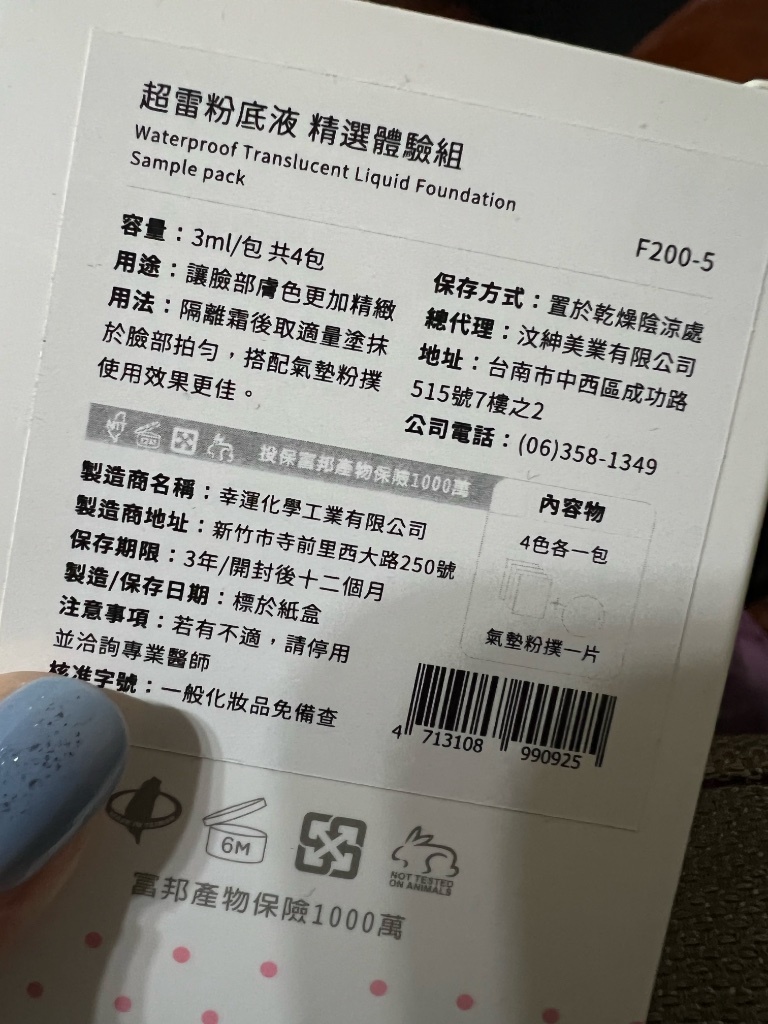 超雷粉底液 精選體驗組
Waterproof Translucent Liquid Foundation
Sample pack
F200-5
容量：3ml/包 共4包
用途：讓臉部膚色更加精緻
用法：隔離霜後取適量塗抹
於臉部拍勻，搭配氣墊粉撲
使用效果更佳。
保存方式：置於乾燥陰涼處
總代理：汶紳美業有限公司
地址：台南市中西區成功路
515號7樓之2
公司電話：(06)358-1349
投保富邦產物保險1000萬
製造商名稱：幸運化學工業有限公司
製造商地址：新竹市寺前里西大路250號
保存期限：3年/開封後十二個月
製造/保存日期：標於紙盒
注意事項：若有不適，請停用
並洽詢專業醫師
核准字號：一般化妝品免備查
內容物
4色各一包
氣墊粉撲一片
4 713108 990925
6M
NOT TESTED
ON ANIMALS
富邦產物保險1000萬